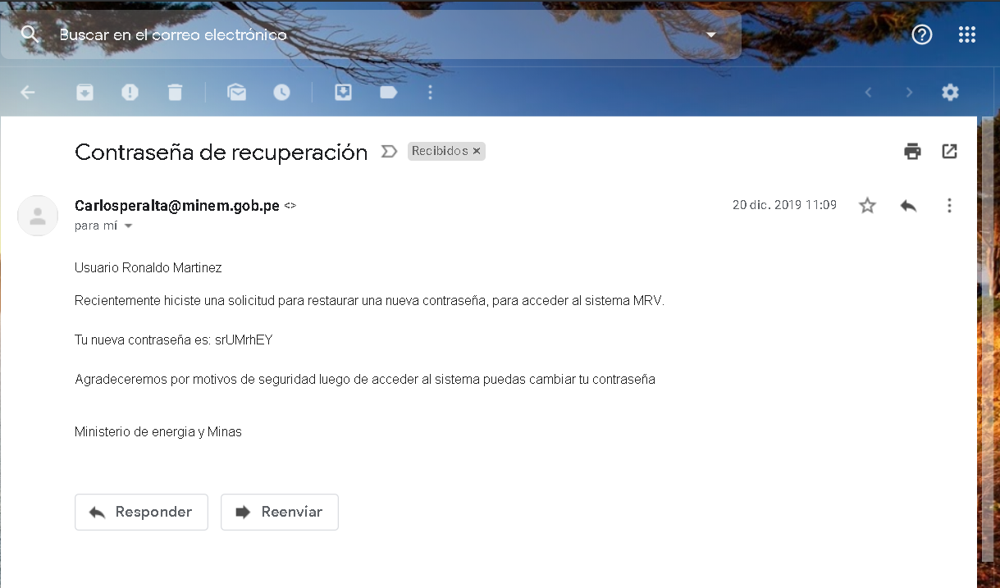 Buscar en el correo electrónico
Contraseña de recuperación Recibidos ×
Carlosperalta@minem.gob.pe <> 20 dic. 2019 11:09
para mí
Usuario Ronaldo Martinez
Recientemente hiciste una solicitud para restaurar una nueva contraseña, para acceder al sistema MRV.
Tu nueva contraseña es: srUMrhEY
Agradeceremos por motivos de seguridad luego de acceder al sistema puedas cambiar tu contraseña
Ministerio de energia y Minas
Responder Reenviar